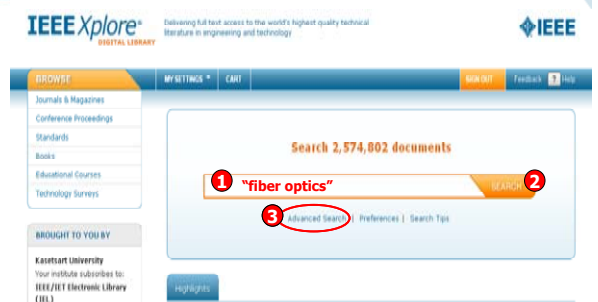 IEEE Xplore®
DIGITAL LIBRARY
Delivering full text access to the world's highest quality technical
literature in engineering and technology
IEEE
BROWSE
MY SETTINGS
CART
SIGN OUT
Feedback
? Help
Journals & Magazines
Conference Proceedings
Standards
Books
Educational Courses
Technology Surveys
Search 2,574,802 documents
1 "fiber optics"
SEARCH 2
3 Advanced Search | Preferences | Search Tips
BROUGHT TO YOU BY
Kasetsart University
Your institute subscribes to:
IEEE/IET Electronic Library
(IEL)
Highlights